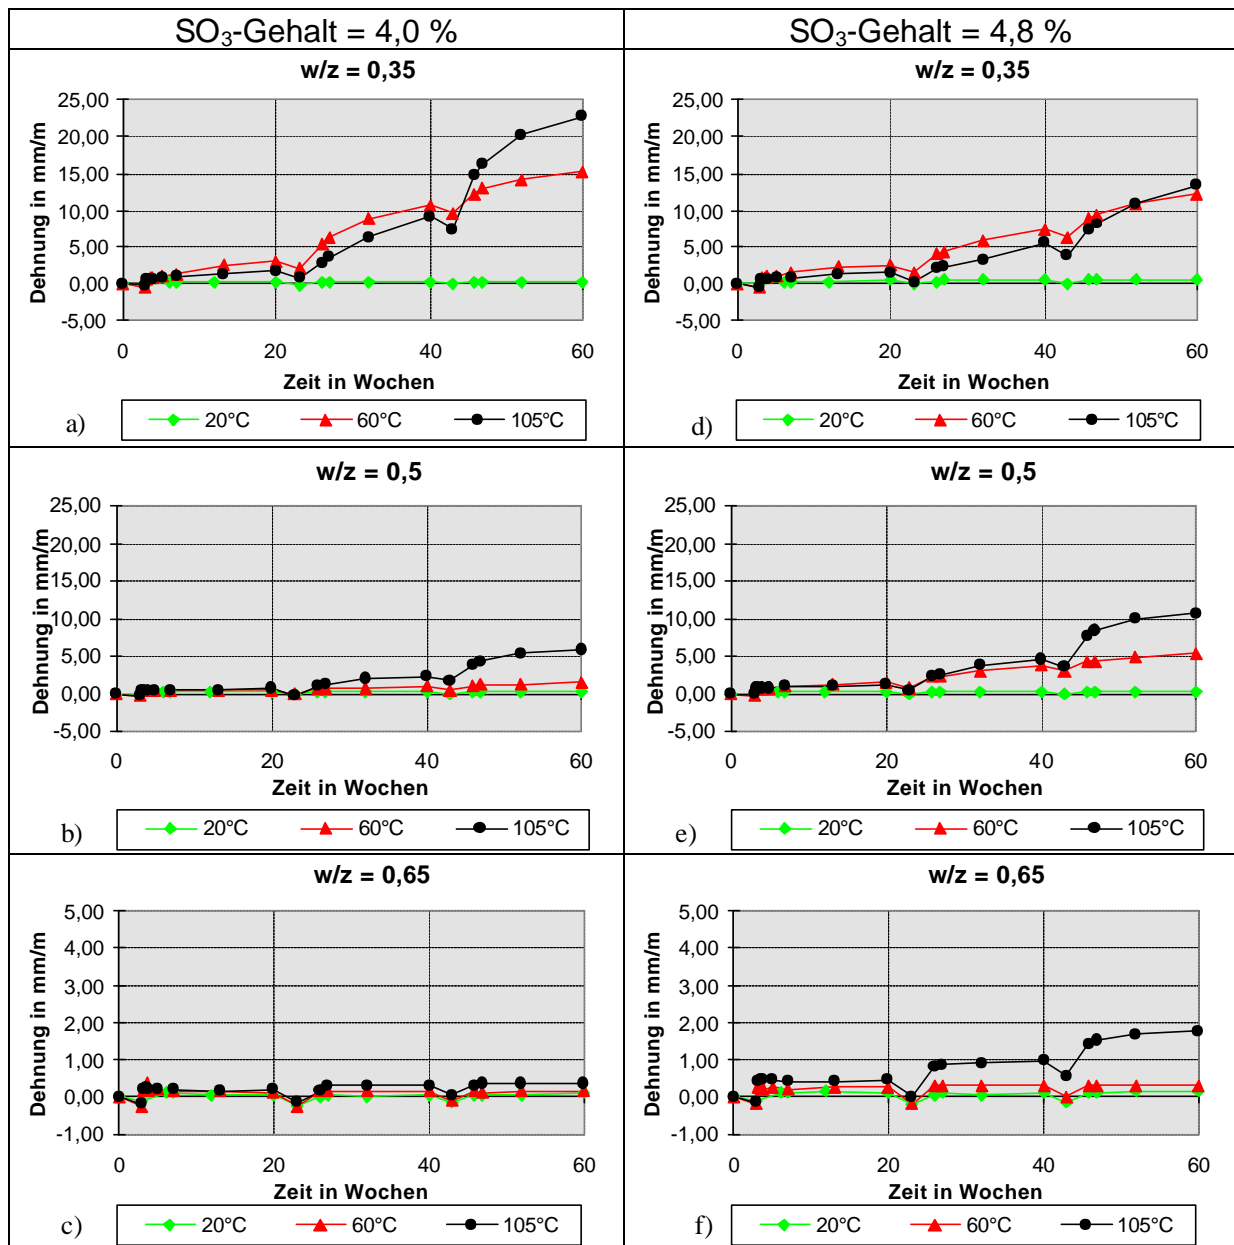 SO₃-Gehalt = 4,0 %
SO₃-Gehalt = 4,8 %
w/z = 0,35
Dehnung in mm/m
25,00
20,00
15,00
10,00
5,00
0,00
-5,00
0 20 40 60
Zeit in Wochen
a) 20°C 60°C 105°C
w/z = 0,35
Dehnung in mm/m
25,00
20,00
15,00
10,00
5,00
0,00
-5,00
0 20 40 60
Zeit in Wochen
d) 20°C 60°C 105°C
w/z = 0,5
Dehnung in mm/m
25,00
20,00
15,00
10,00
5,00
0,00
-5,00
0 20 40 60
Zeit in Wochen
b) 20°C 60°C 105°C
w/z = 0,5
Dehnung in mm/m
25,00
20,00
15,00
10,00
5,00
0,00
-5,00
0 20 40 60
Zeit in Wochen
e) 20°C 60°C 105°C
w/z = 0,65
Dehnung in mm/m
5,00
4,00
3,00
2,00
1,00
0,00
-1,00
0 20 40 60
Zeit in Wochen
c) 20°C 60°C 105°C
w/z = 0,65
Dehnung in mm/m
5,00
4,00
3,00
2,00
1,00
0,00
-1,00
0 20 40 60
Zeit in Wochen
f) 20°C 60°C 105°C